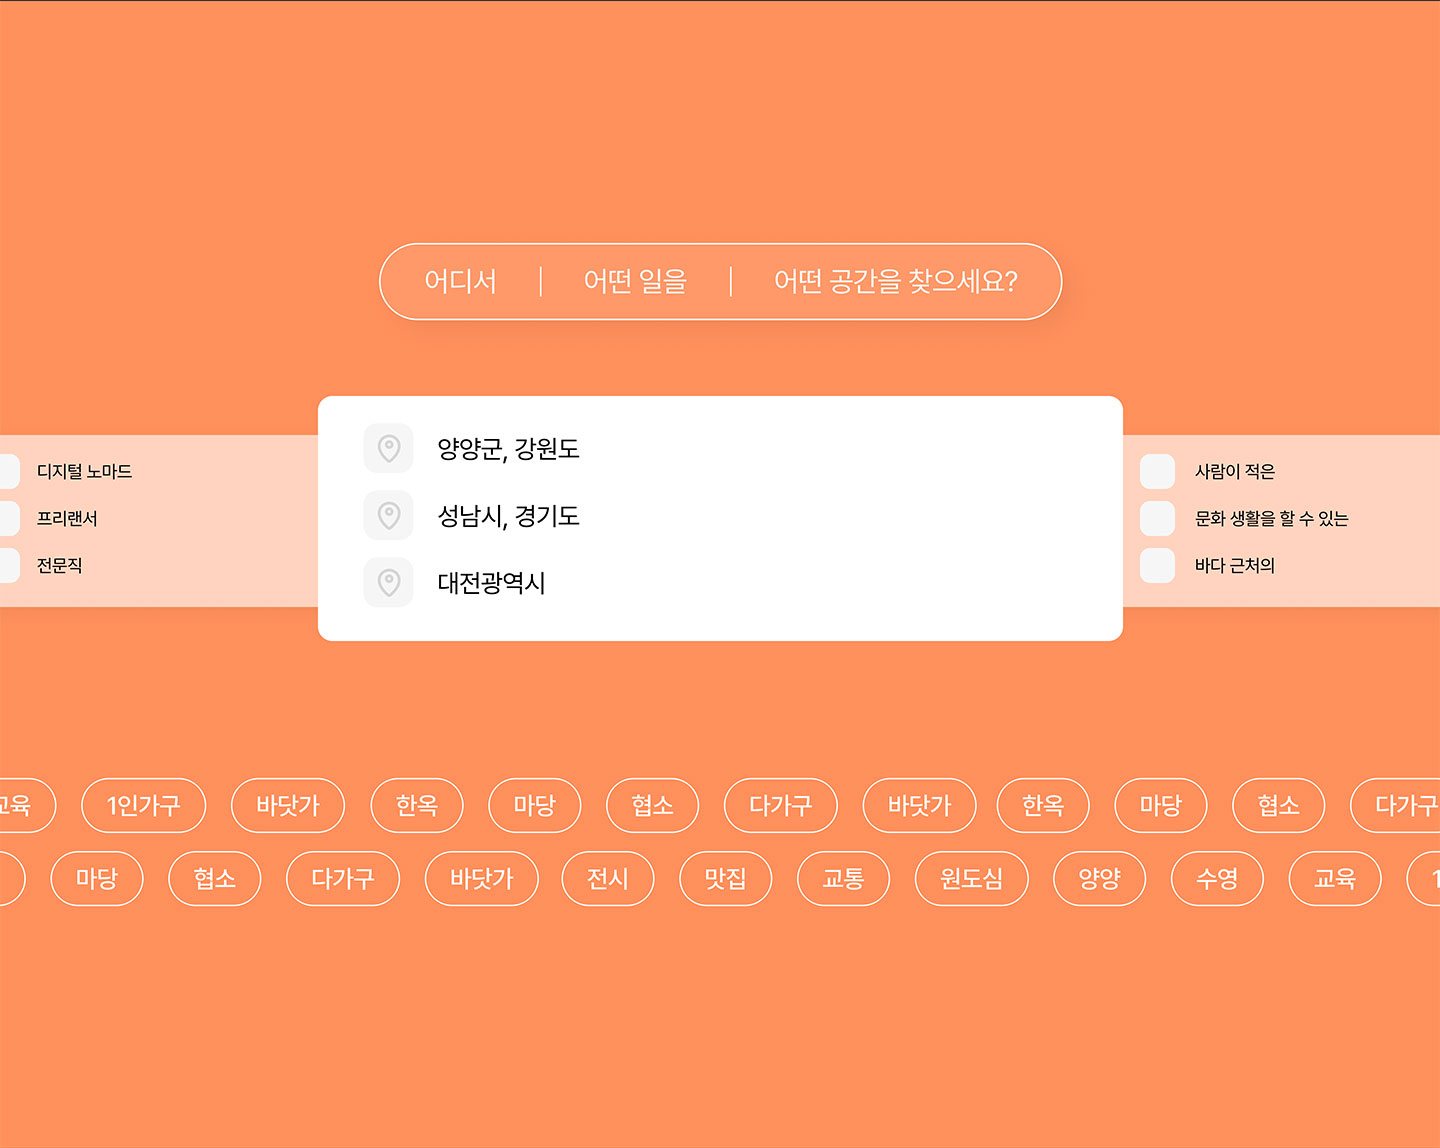 어디서 | 어떤 일을 | 어떤 공간을 찾으세요?
양양군, 강원도
성남시, 경기도
대전광역시
디지털 노마드
프리랜서
전문직
사람이 적은
문화 생활을 할 수 있는
바다 근처의
교육 1인가구 바닷가 한옥 마당 협소 다가구 바닷가 한옥 마당 협소 다가구
마당 협소 다가구 바닷가 전시 맛집 교통 원도심 양양 수영 교육